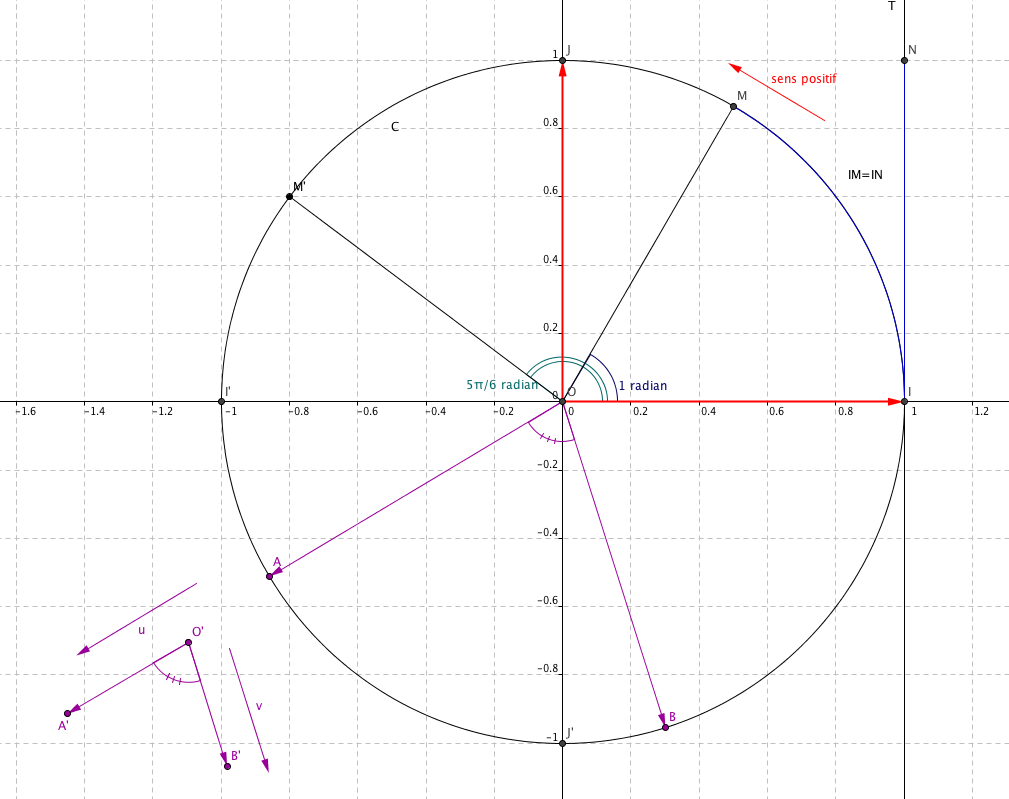 T
J
N
1
sens positif
M
0.8
C
IM=IN
M'
0.6
0.4
0.2
5π/6 radian
1 radian
0
O
I'
I
−1.6
−1.4
−1.2
−1
−0.8
−0.6
−0.4
−0.2
0
0.2
0.4
0.6
0.8
1
1.2
−0.2
−0.4
A
−0.6
u
O'
−0.8
v
A'
B
J'
−1
B'